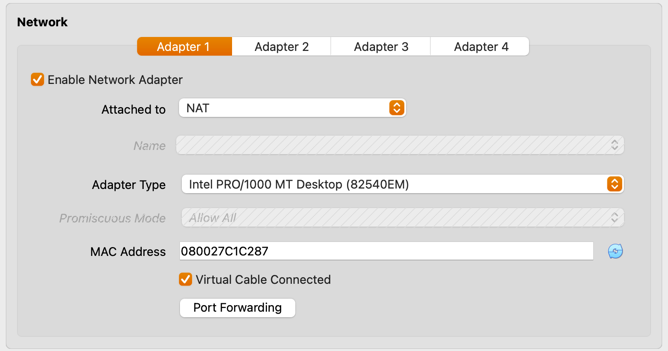 Network
Adapter 1 Adapter 2 Adapter 3 Adapter 4
Enable Network Adapter
Attached to NAT
Name
Adapter Type Intel PRO/1000 MT Desktop (82540EM)
Promiscuous Mode Allow All
MAC Address 080027C1C287
Virtual Cable Connected
Port Forwarding